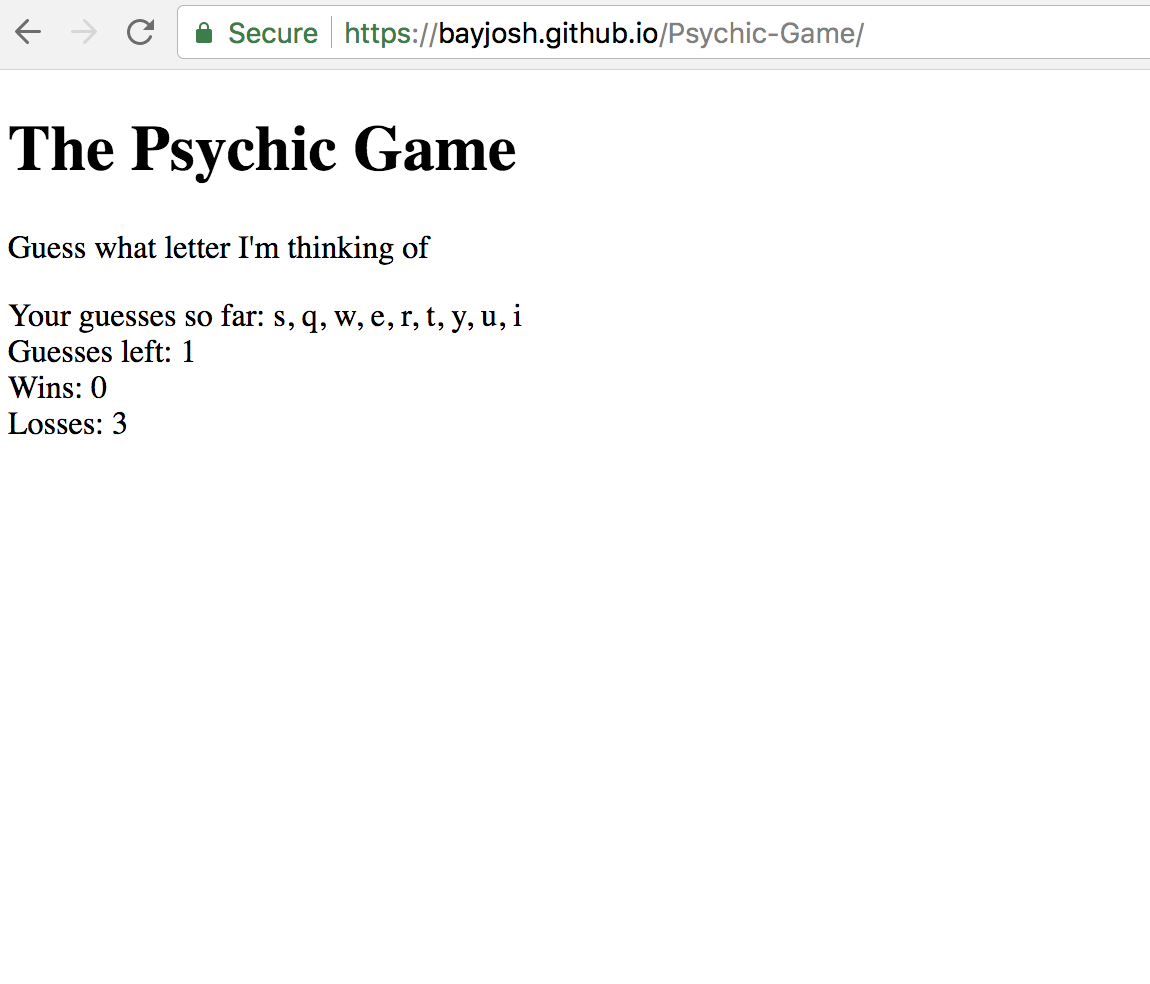 Secure https://bayjosh.github.io/Psychic-Game/
The Psychic Game
Guess what letter I'm thinking of
Your guesses so far: s, q, w, e, r, t, y, u, i
Guesses left: 1
Wins: 0
Losses: 3